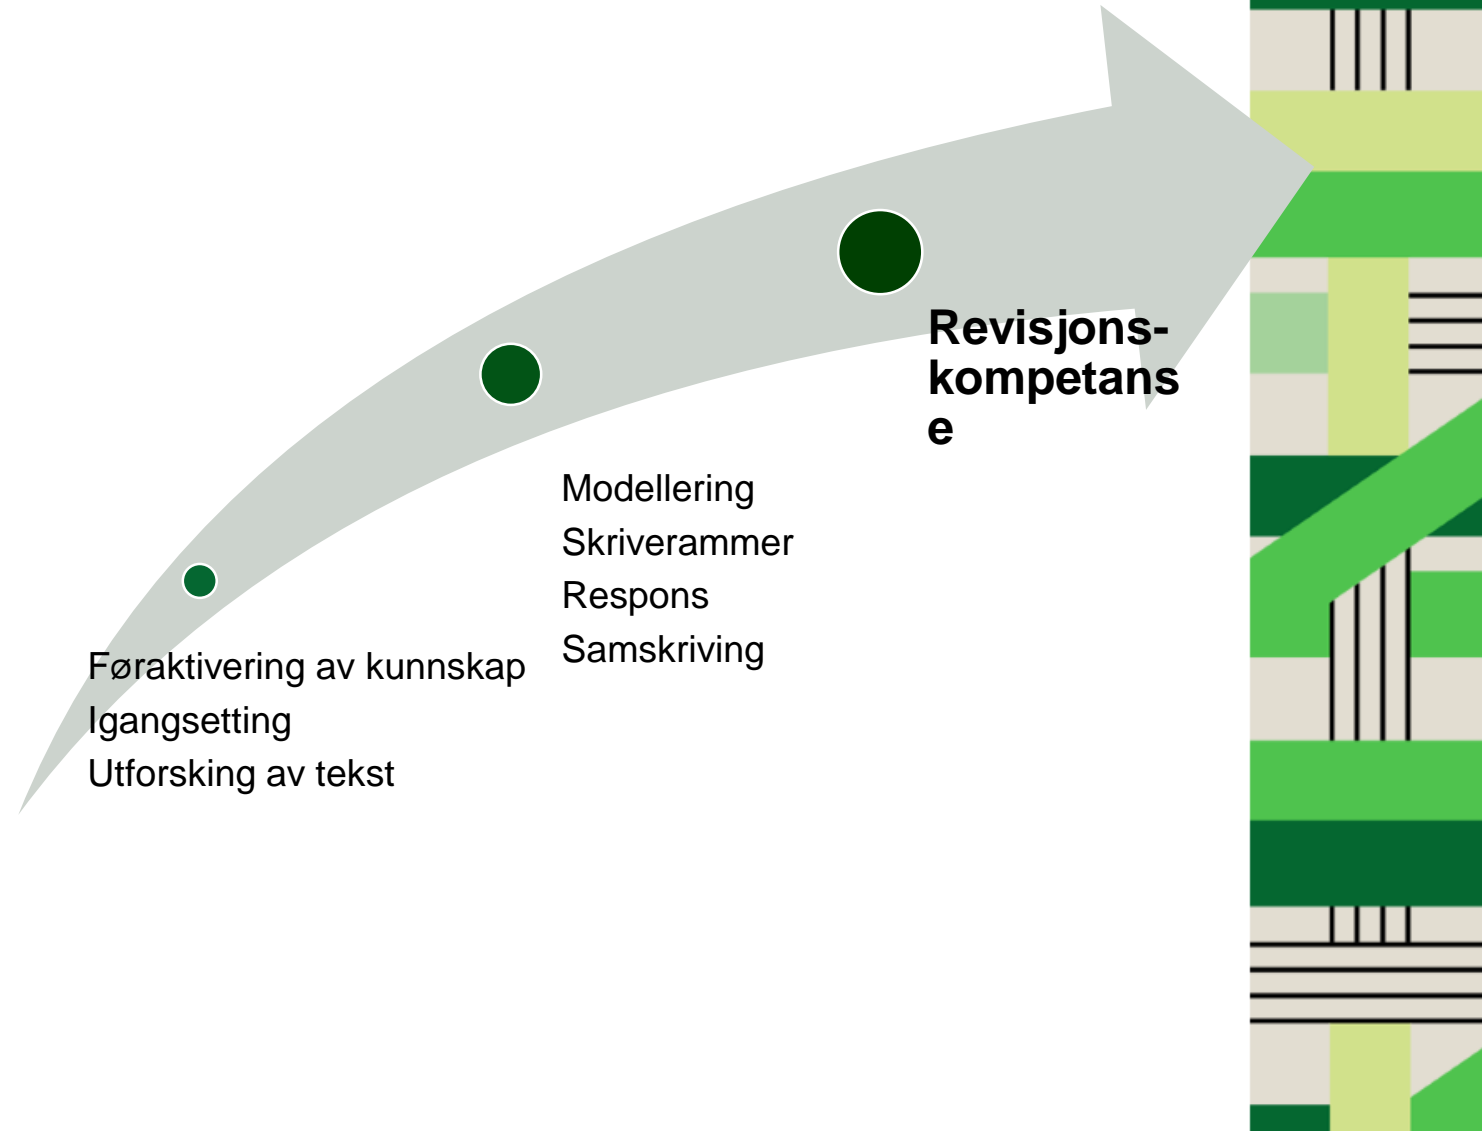 Føraktivering av kunnskap
Igangsetting
Utforsking av tekst
Modellering
Skriverammer
Respons
Samskriving
Revisjons-
kompetans
e